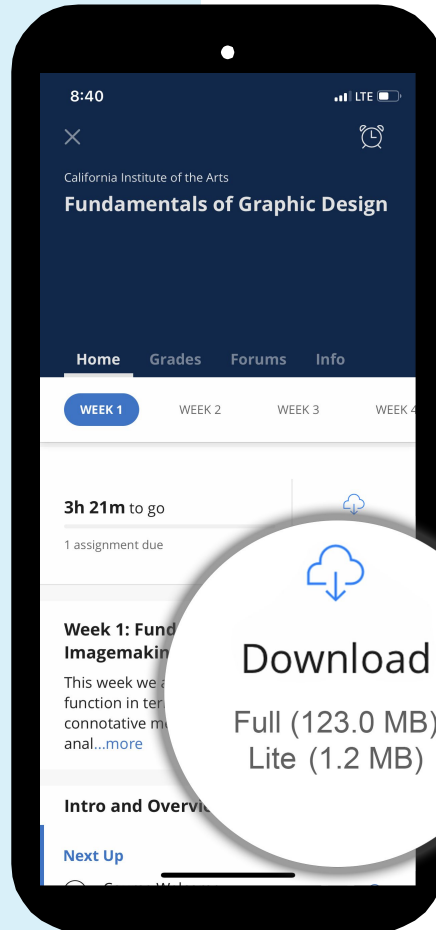 8:40
LTE
California Institute of the Arts
Fundamentals of Graphic Design
Home Grades Forums Info
WEEK 1 WEEK 2 WEEK 3 WEEK 4
3h 21m to go
1 assignment due
Download
Full (123.0 MB)
Lite (1.2 MB)
Week 1: Fund
Imagemakin
This week we a
function in ter
connotative m
anal...more
Intro and Overvi
Next Up